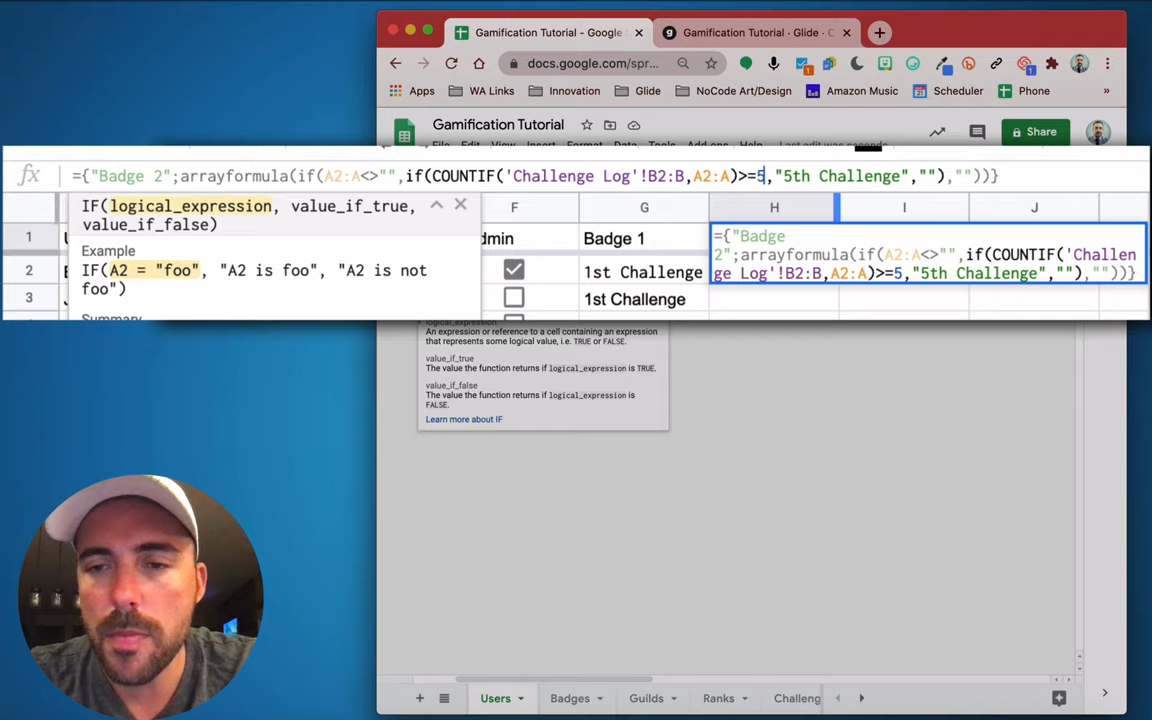 Gamification Tutorial - Google
Gamification Tutorial · Glide · C
docs.google.com/spr...
1
1
Apps
WA Links
Innovation
Glide
NoCode Art/Design
Amazon Music
Scheduler
Phone
»
Gamification Tutorial
Share
fx
={"Badge 2";arrayformula(if(A2:A<>"",if(COUNTIF('Challenge Log'!B2:B,A2:A)>=5,"5th Challenge",""),""))}
IF(logical_expression, value_if_true,
value_if_false)
Example
IF(A2 = "foo", "A2 is foo", "A2 is not
foo")
Summary
F
G
H
I
J
1
dmin
Badge 1
={"Badge
2";arrayformula(if(A2:A<>"",if(COUNTIF('Challen
ge Log'!B2:B,A2:A)>=5,"5th Challenge",""),""))}
2
1st Challenge
3
1st Challenge
logical_expression
An expression or reference to a cell containing an expression
that represents some logical value, i.e. TRUE or FALSE.
value_if_true
The value the function returns if logical_expression is TRUE.
value_if_false
The value the function returns if logical_expression is
FALSE.
Learn more about IF
Users
Badges
Guilds
Ranks
Challeng